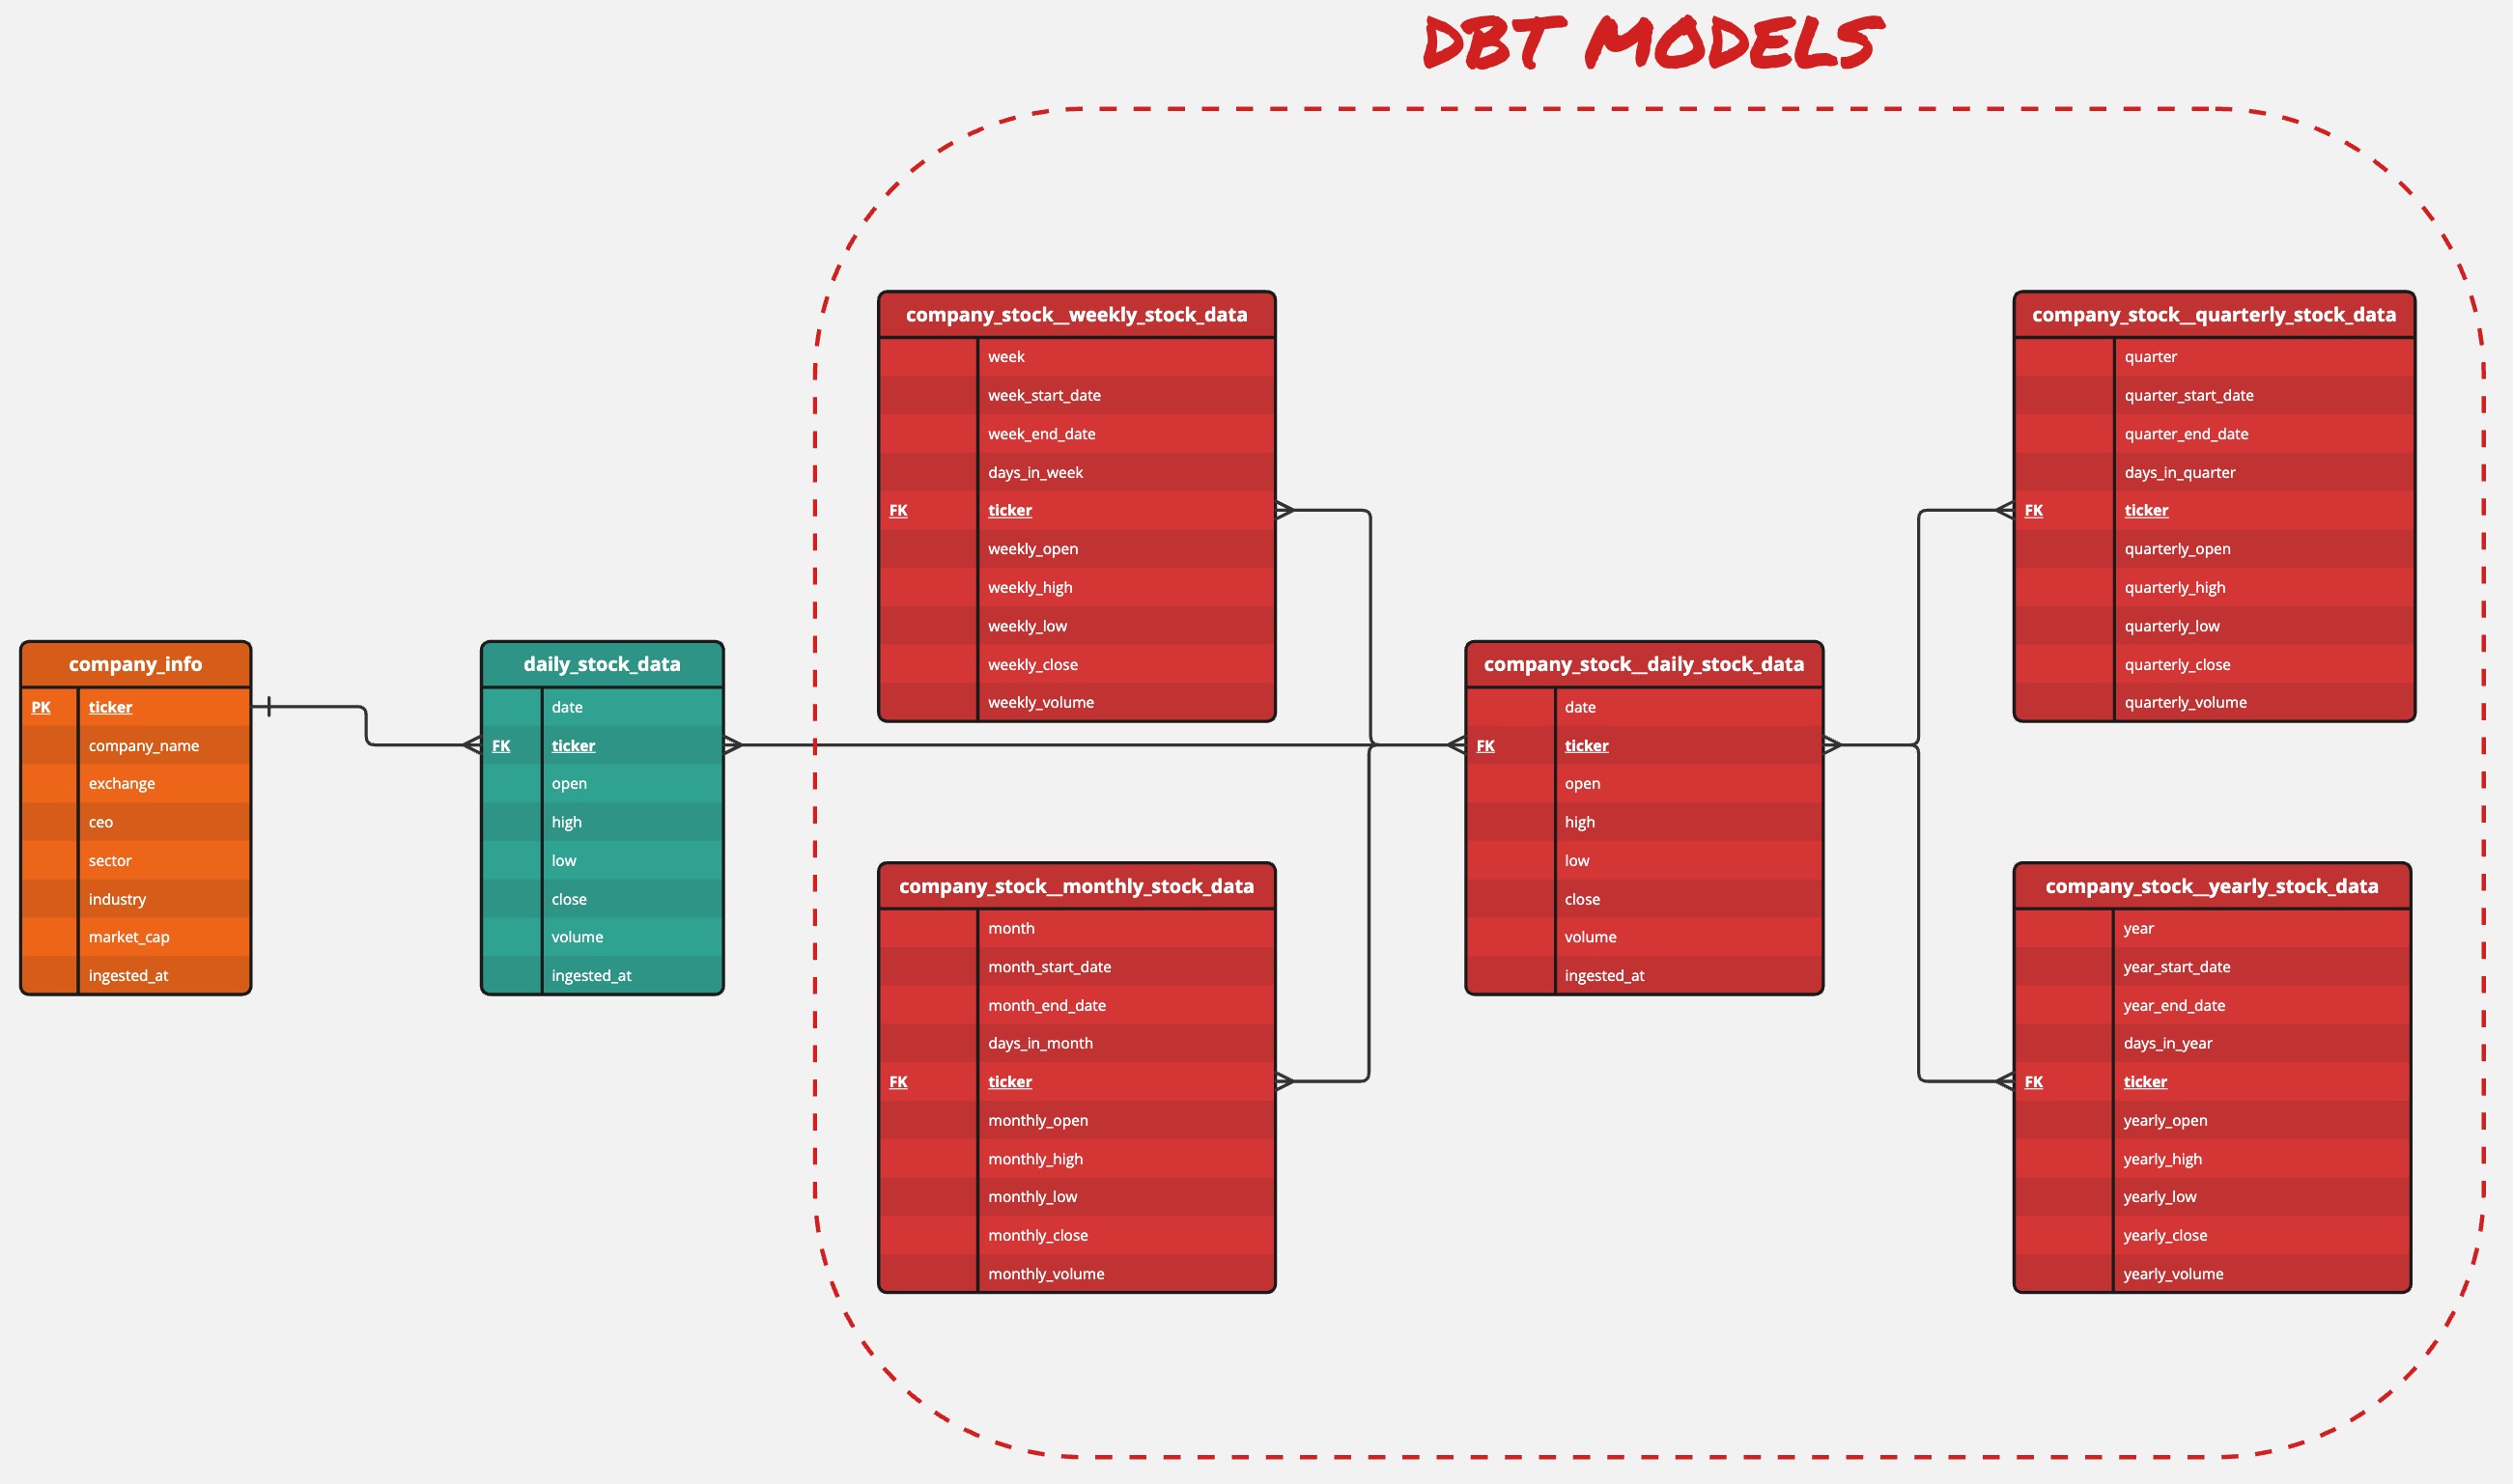 DBT MODELS
company_info
PK ticker
company_name
exchange
ceo
sector
industry
market_cap
ingested_at
daily_stock_data
date
FK ticker
open
high
low
close
volume
ingested_at
company_stock__weekly_stock_data
week
week_start_date
week_end_date
days_in_week
FK ticker
weekly_open
weekly_high
weekly_low
weekly_close
weekly_volume
company_stock__monthly_stock_data
month
month_start_date
month_end_date
days_in_month
FK ticker
monthly_open
monthly_high
monthly_low
monthly_close
monthly_volume
company_stock__daily_stock_data
date
FK ticker
open
high
low
close
volume
ingested_at
company_stock__quarterly_stock_data
quarter
quarter_start_date
quarter_end_date
days_in_quarter
FK ticker
quarterly_open
quarterly_high
quarterly_low
quarterly_close
quarterly_volume
company_stock__yearly_stock_data
year
year_start_date
year_end_date
days_in_year
FK ticker
yearly_open
yearly_high
yearly_low
yearly_close
yearly_volume